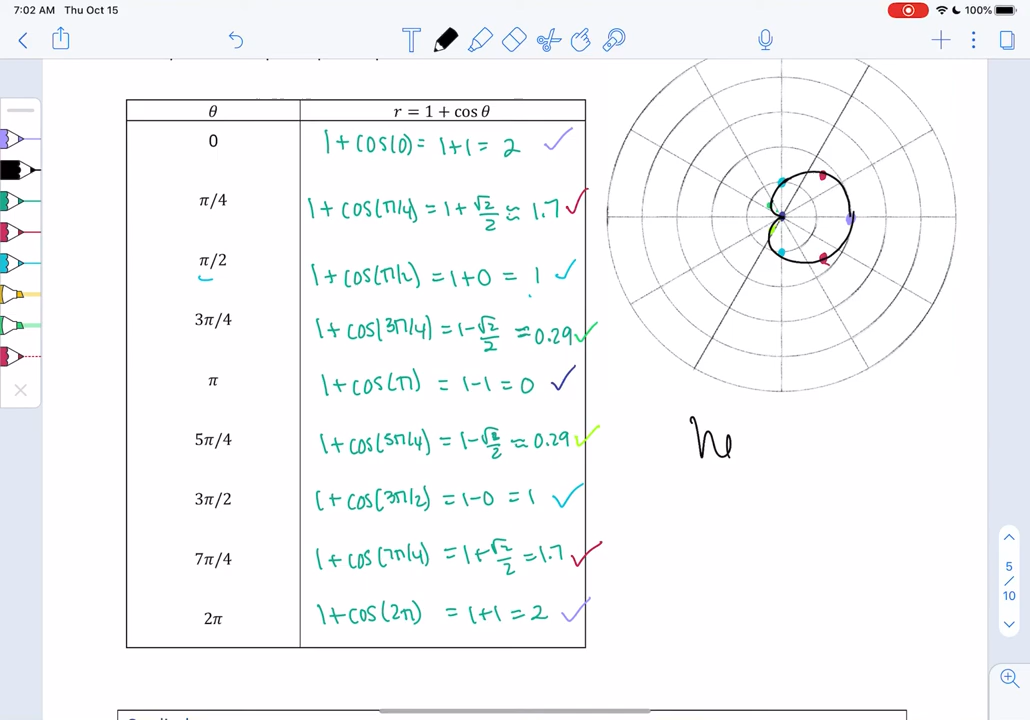 7:02 AM Thu Oct 15
100%
θ
r = 1 + cos θ
0
1 + cos(0) = 1+1 = 2
π/4
1 + cos(π/4) = 1 + √2/2 ≈ 1.7
π/2
1 + cos(π/2) = 1+0 = 1
3π/4
1 + cos(3π/4) = 1-√2/2 ≈ 0.29
π
1 + cos(π) = 1-1 = 0
5π/4
1 + cos(5π/4) = 1-√2/2 ≈ 0.29
3π/2
1 + cos(3π/2) = 1-0 = 1
7π/4
1 + cos(7π/4) = 1+√2/2 = 1.7
2π
1 + cos(2π) = 1+1 = 2
5
/
10